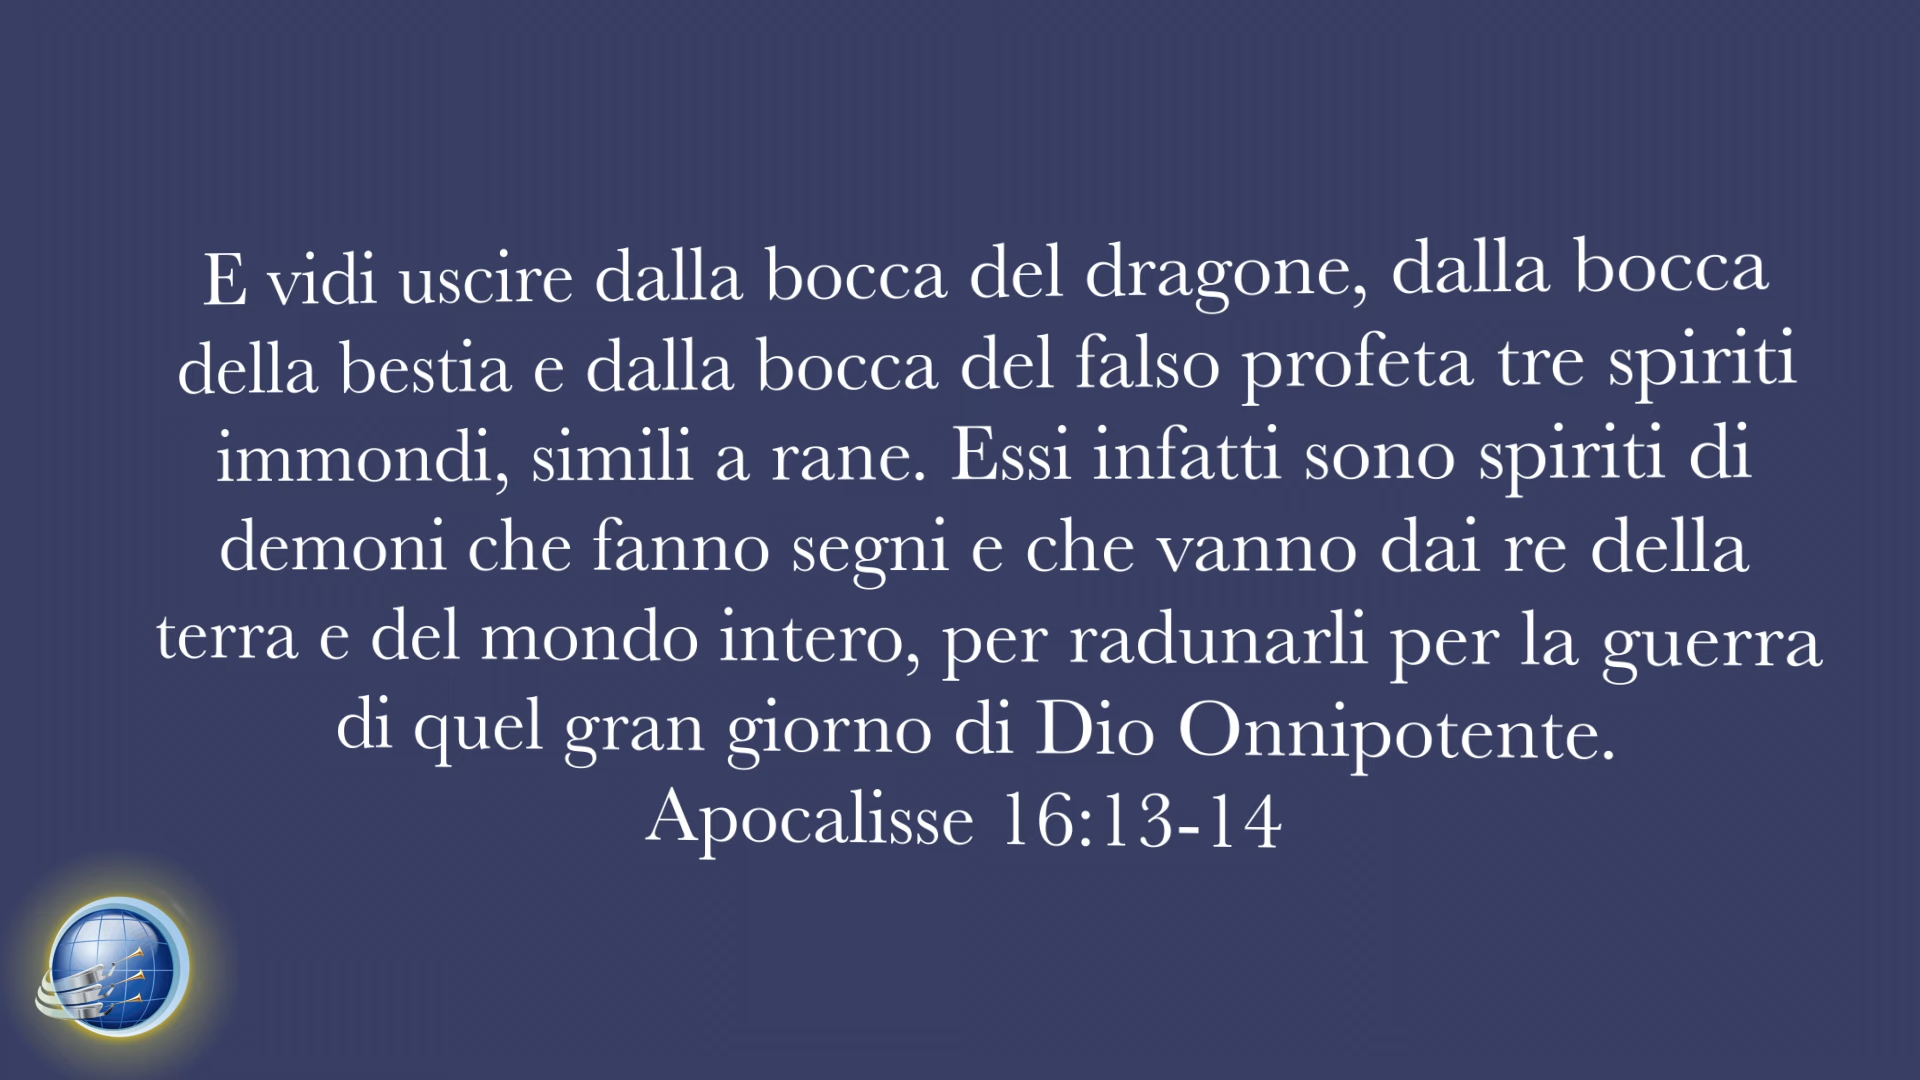 E vidi uscire dalla bocca del dragone, dalla bocca
della bestia e dalla bocca del falso profeta tre spiriti
immondi, simili a rane. Essi infatti sono spiriti di
demoni che fanno segni e che vanno dai re della
terra e del mondo intero, per radunarli per la guerra
di quel gran giorno di Dio Onnipotente.
Apocalisse 16:13-14